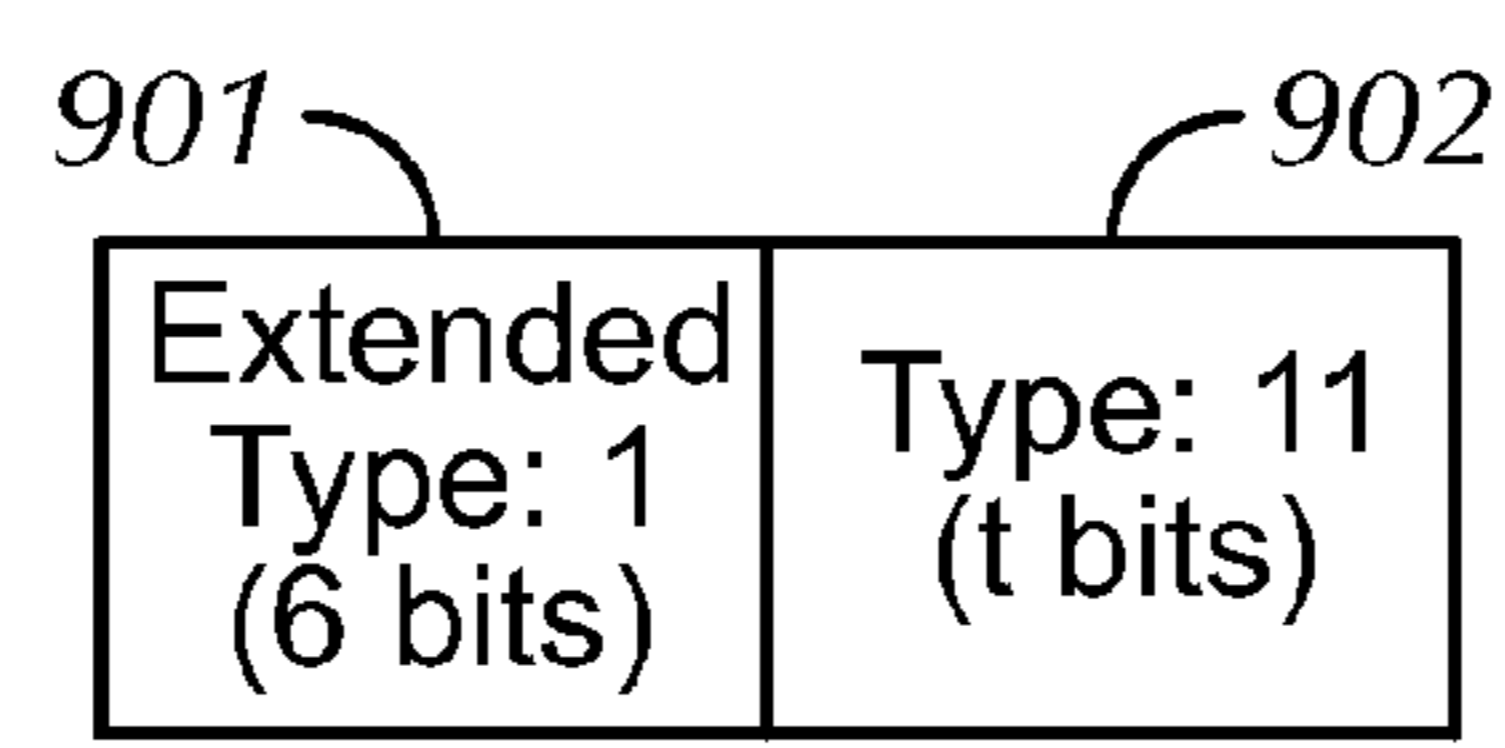 901
902
Extended
Type: 1
(6 bits)
Type: 11
(t bits)